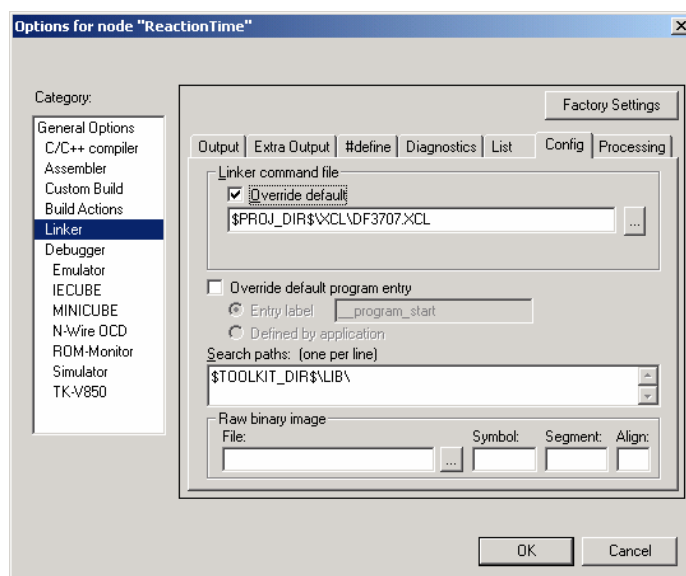 Options for node "ReactionTime"
Category:
Factory Settings
General Options
C/C++ compiler
Assembler
Custom Build
Build Actions
Linker
Debugger
Emulator
IECUBE
MINICUBE
N-Wire OCD
ROM-Monitor
Simulator
TK-V850
Output Extra Output #define Diagnostics List Config Processing
Linker command file
Override default
$PROJ_DIR$\XCL\DF3707.XCL
...
Override default program entry
Entry label __program_start
Defined by application
Search paths: (one per line)
$TOOLKIT_DIR$\LIB\
Raw binary image
File: Symbol: Segment: Align:
...
OK Cancel